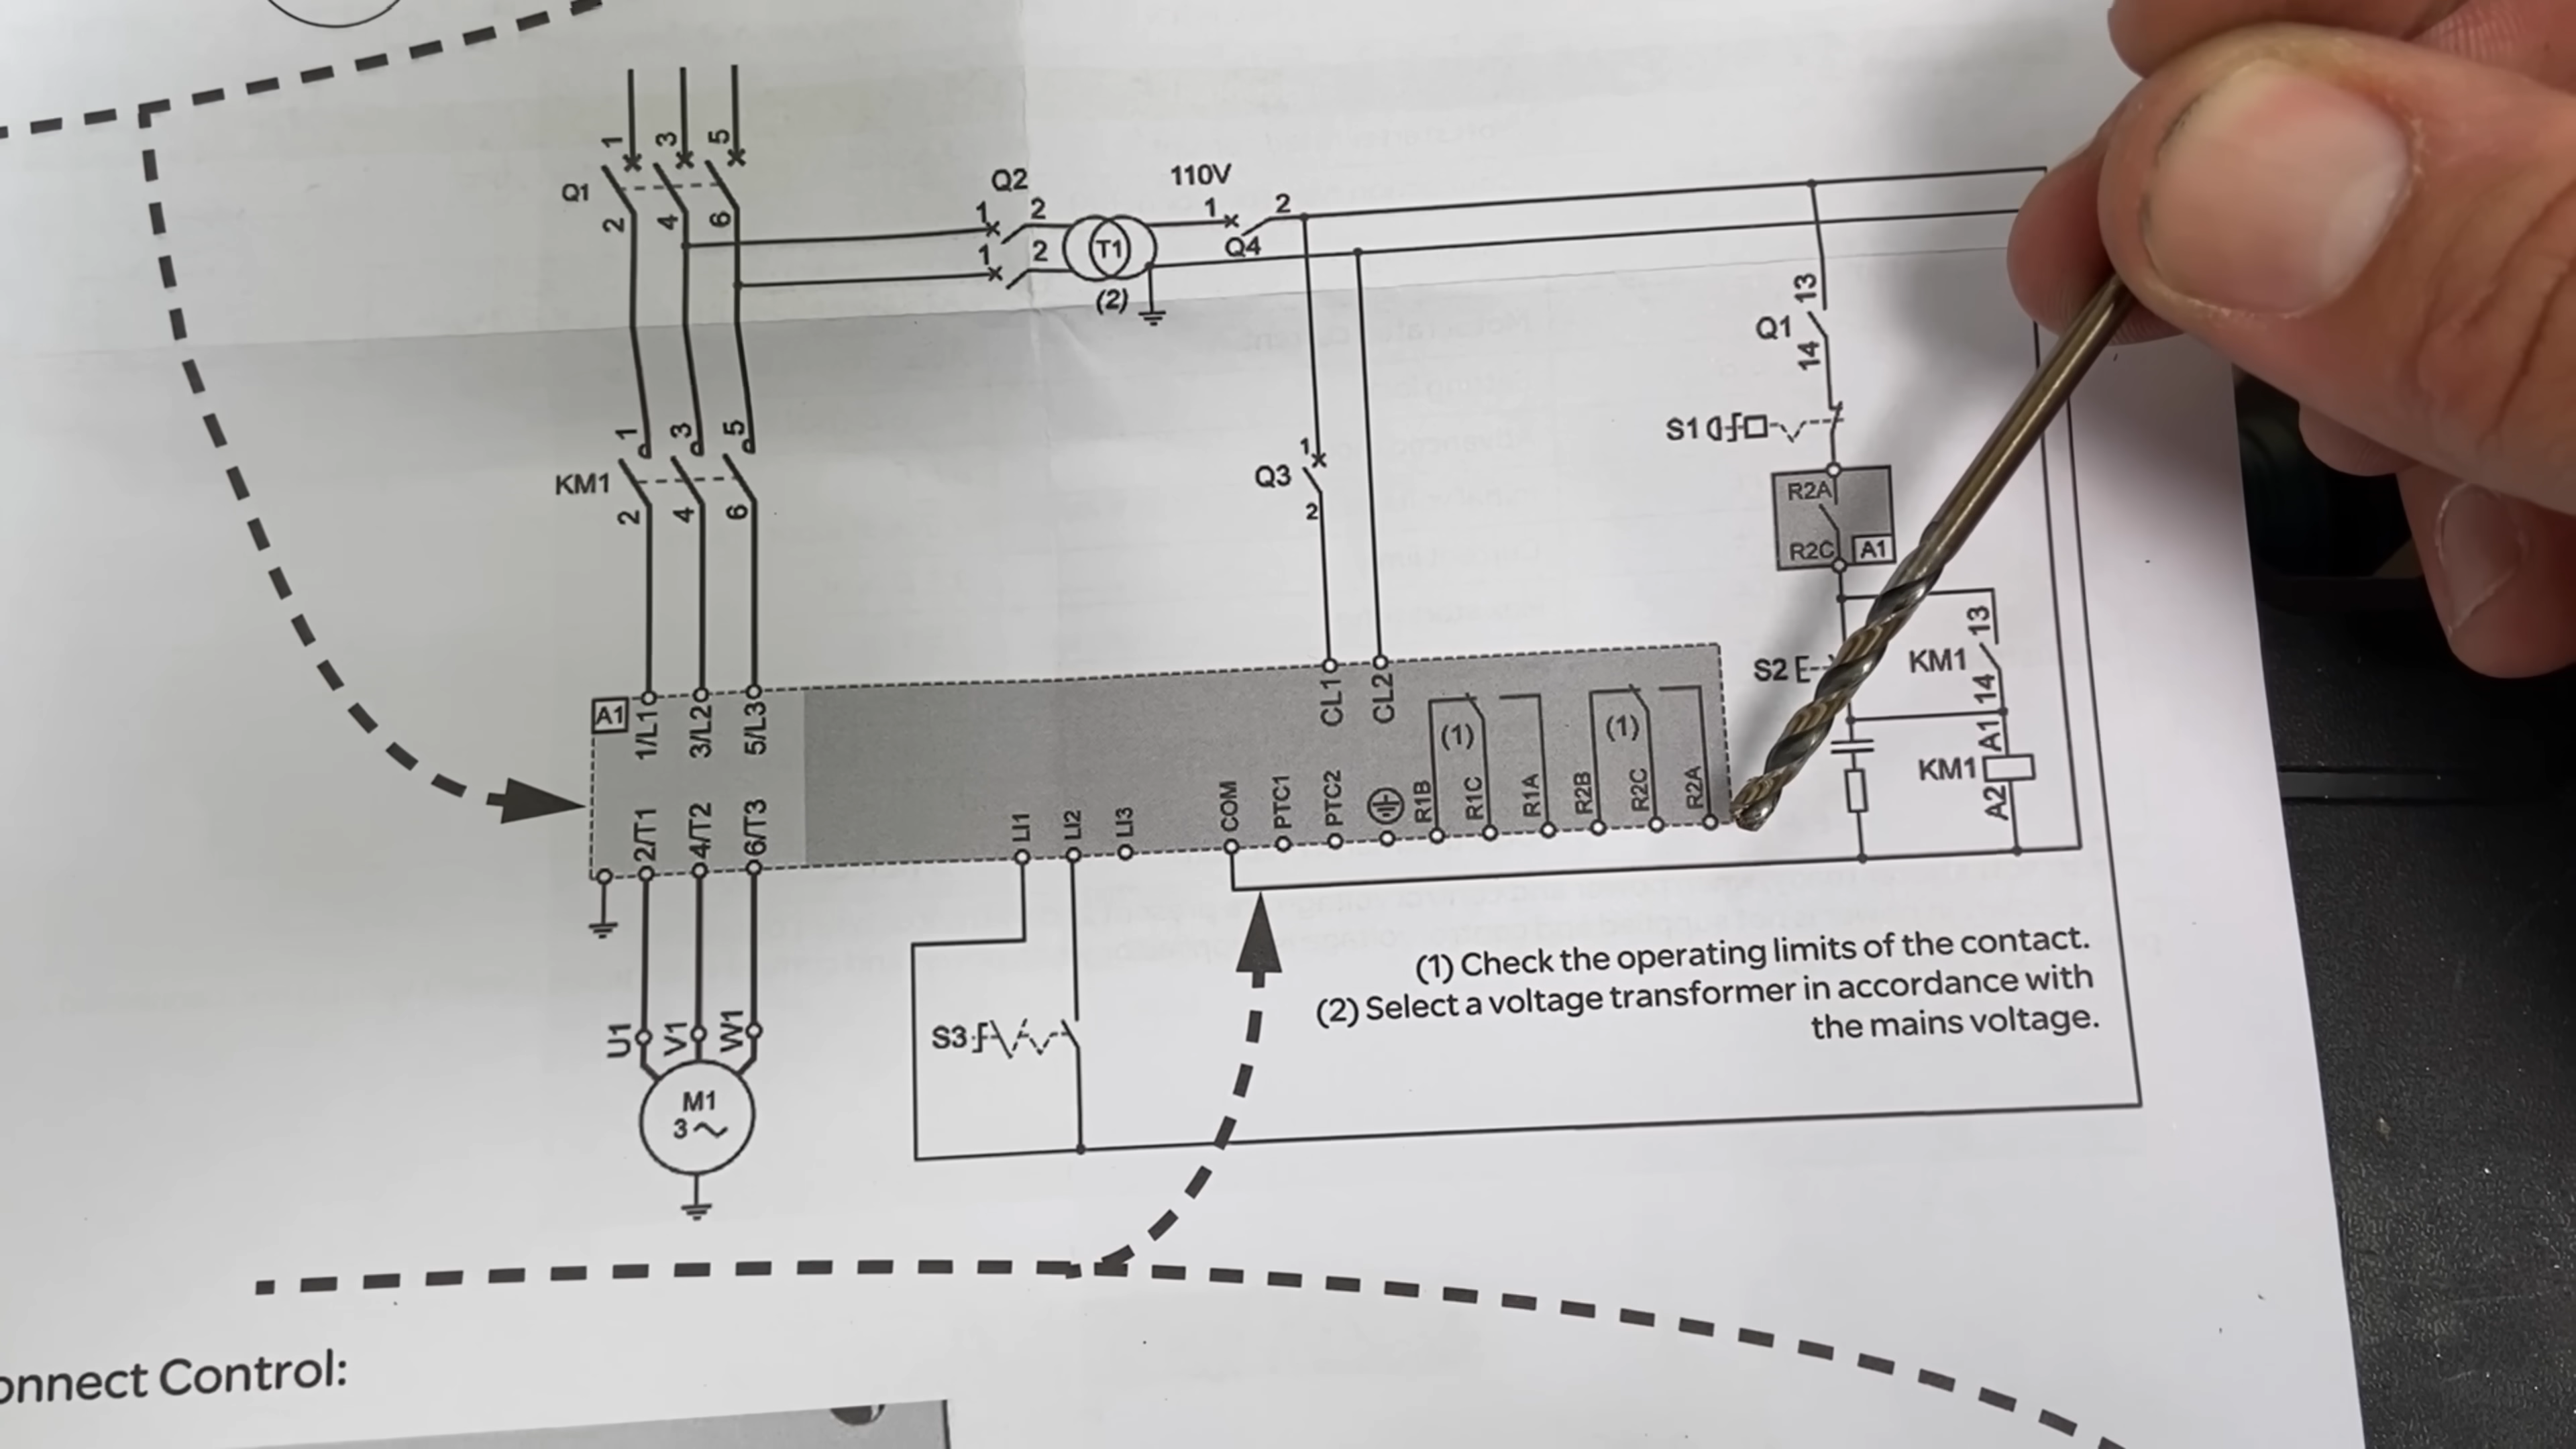 1 3 5
Q1
2 4 6
Q2
1 2
1 2
T1
(2)
110V
1 2
Q4
13
Q1
14
S1
1
Q3
2
1 3 5
KM1
2 4 6
R2A
R2C A1
13
S2 E
KM1
14
A1
KM1
A2
A1
1/L1 3/L2 5/L3
CL1 CL2
2/T1 4/T2 6/T3
LI1 LI2 LI3
COM PTC1 PTC2
(1)
R1B R1C R1A
(1)
R2B R2C R2A
U1 V1 W1
M1
3
S3
(1) Check the operating limits of the contact.
(2) Select a voltage transformer in accordance with
the mains voltage.
onnect Control: